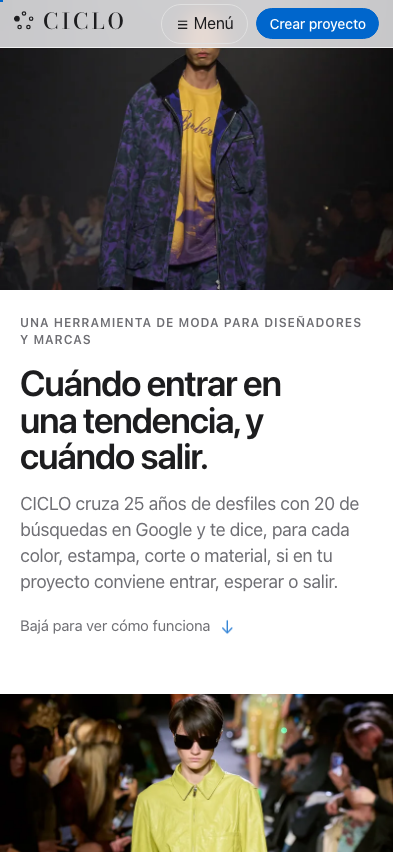 CICLO
≡ Menú
Crear proyecto
UNA HERRAMIENTA DE MODA PARA DISEÑADORES
Y MARCAS
Cuándo entrar en
una tendencia, y
cuándo salir.
CICLO cruza 25 años de desfiles con 20 de
búsquedas en Google y te dice, para cada
color, estampa, corte o material, si en tu
proyecto conviene entrar, esperar o salir.
Bajá para ver cómo funciona ↓